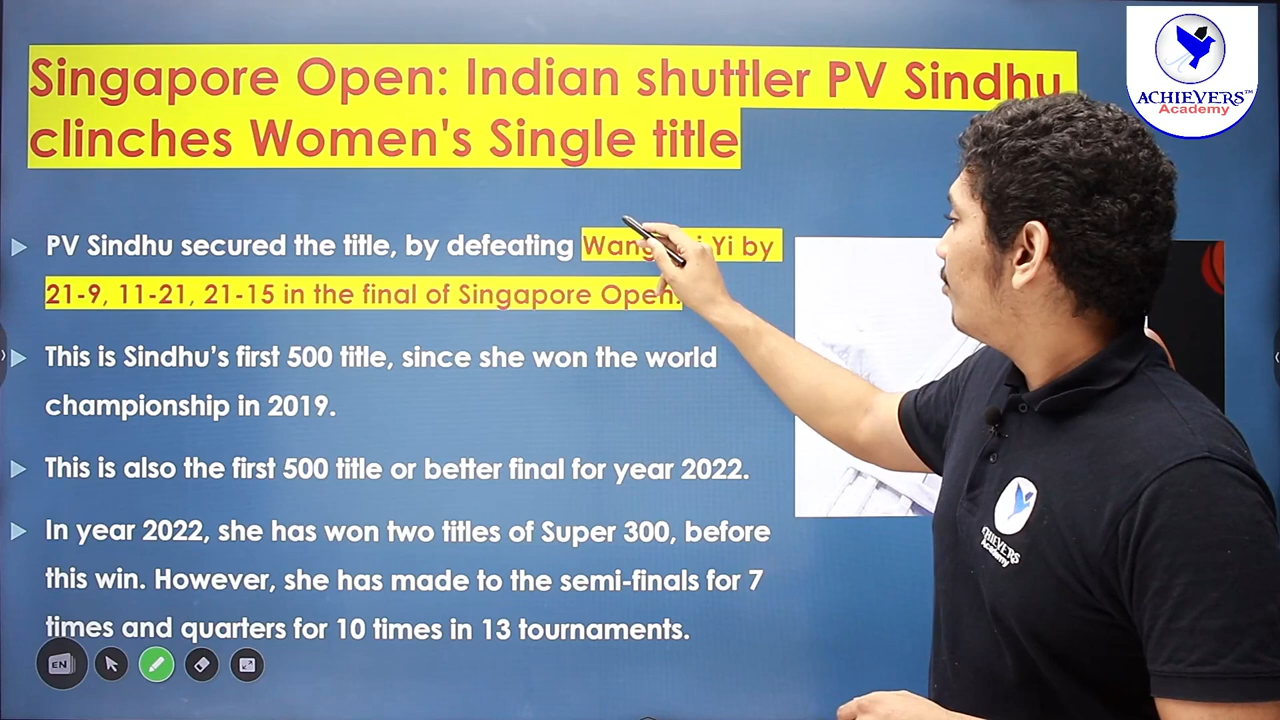 Singapore Open: Indian shuttler PV Sindhu
clinches Women's Single title
ACHIEVERS™
Academy
PV Sindhu secured the title, by defeating Wang Yi by
21-9, 11-21, 21-15 in the final of Singapore Open.
This is Sindhu's first 500 title, since she won the world
championship in 2019.
This is also the first 500 title or better final for year 2022.
In year 2022, she has won two titles of Super 300, before
this win. However, she has made to the semi-finals for 7
times and quarters for 10 times in 13 tournaments.
EN
ACHIEVERS
Academy